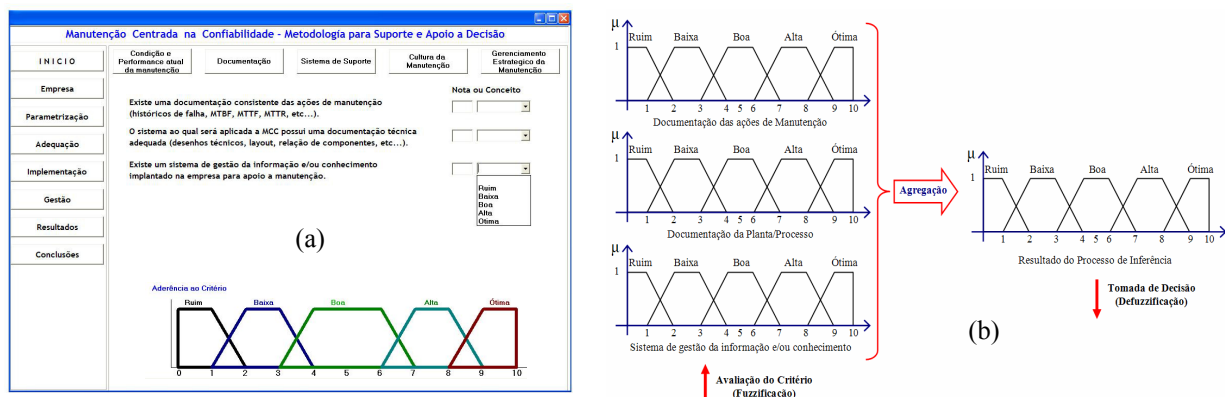 Manutenção Centrada na Confiabilidade - Metodologia para Suporte e Apoio a Decisão
I N I C I O
Empresa
Parametrização
Adequação
Implementação
Gestão
Resultados
Conclusões
Condição e
Performance atual
da manutenção
Documentação
Sistema de Suporte
Cultura da
Manutenção
Gerenciamento
Estrategico da
Manutenção
Nota ou Conceito
Existe uma documentação consistente das ações de manutenção
(históricos de falha, MTBF, MTTF, MTTR, etc...).
O sistema ao qual será aplicada a MCC possui uma documentação técnica
adequada (desenhos técnicos, layout, relação de componentes, etc...).
Existe um sistema de gestão da informação e/ou conhecimento
implantado na empresa para apoio a manutenção.
Ruim
Baixa
Boa
Alta
Ótima
(a)
Aderência ao Critério
Ruim Baixa Boa Alta Ótima
0 1 2 3 4 5 6 7 8 9 10
μ
Ruim Baixa Boa Alta Ótima
1
1 2 3 4 5 6 7 8 9 10
Documentação das ações de Manutenção
μ
Ruim Baixa Boa Alta Ótima
1
1 2 3 4 5 6 7 8 9 10
Documentação da Planta/Processo
μ
Ruim Baixa Boa Alta Ótima
1
1 2 3 4 5 6 7 8 9 10
Sistema de gestão da informação e/ou conhecimento
Avaliação do Critério
(Fuzzificação)
Agregação
μ
Ruim Baixa Boa Alta Ótima
1
1 2 3 4 5 6 7 8 9 10
Resultado do Processo de Inferência
Tomada de Decisão
(Defuzzificação)
(b)